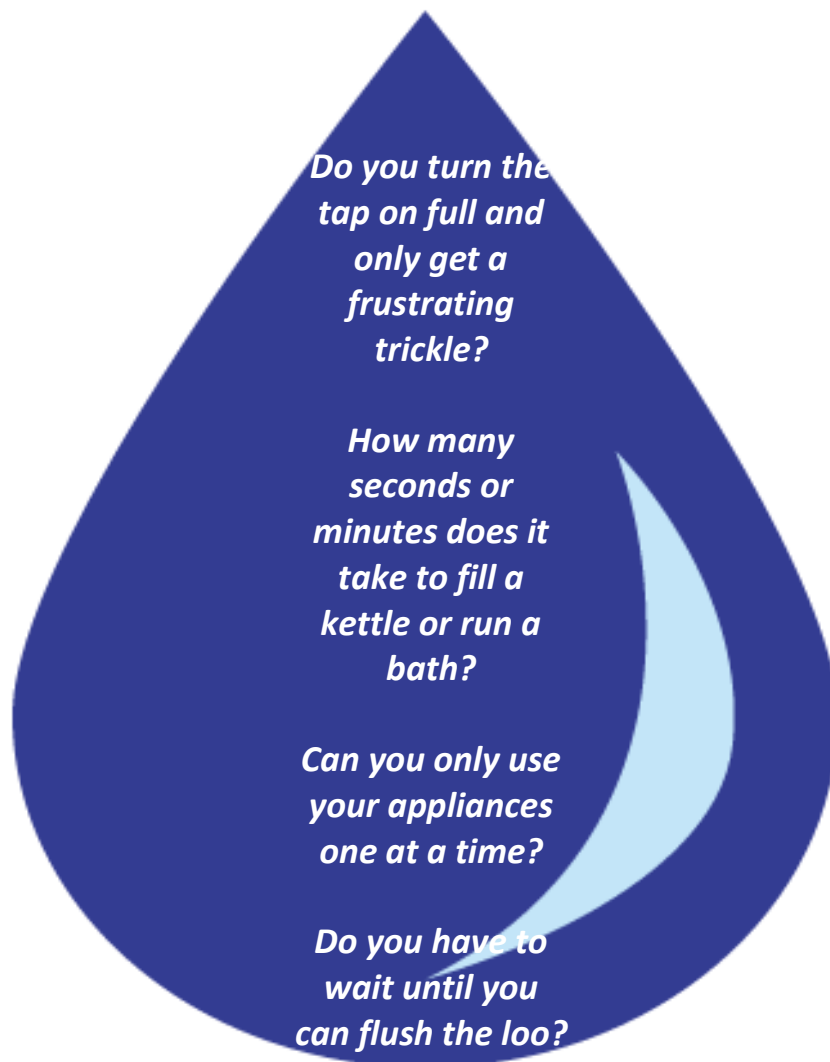 Do you turn the
tap on full and
only get a
frustrating
trickle?
How many
seconds or
minutes does it
take to fill a
kettle or run a
bath?
Can you only use
your appliances
one at a time?
Do you have to
wait until you
can flush the loo?